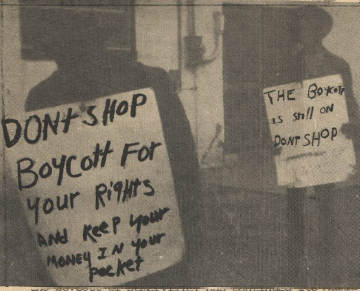 DONt SHOP
Boycott For
your Rights
AND Keep your
MONEY IN your
pocket
THE Boycott
is still on
DONT SHOP